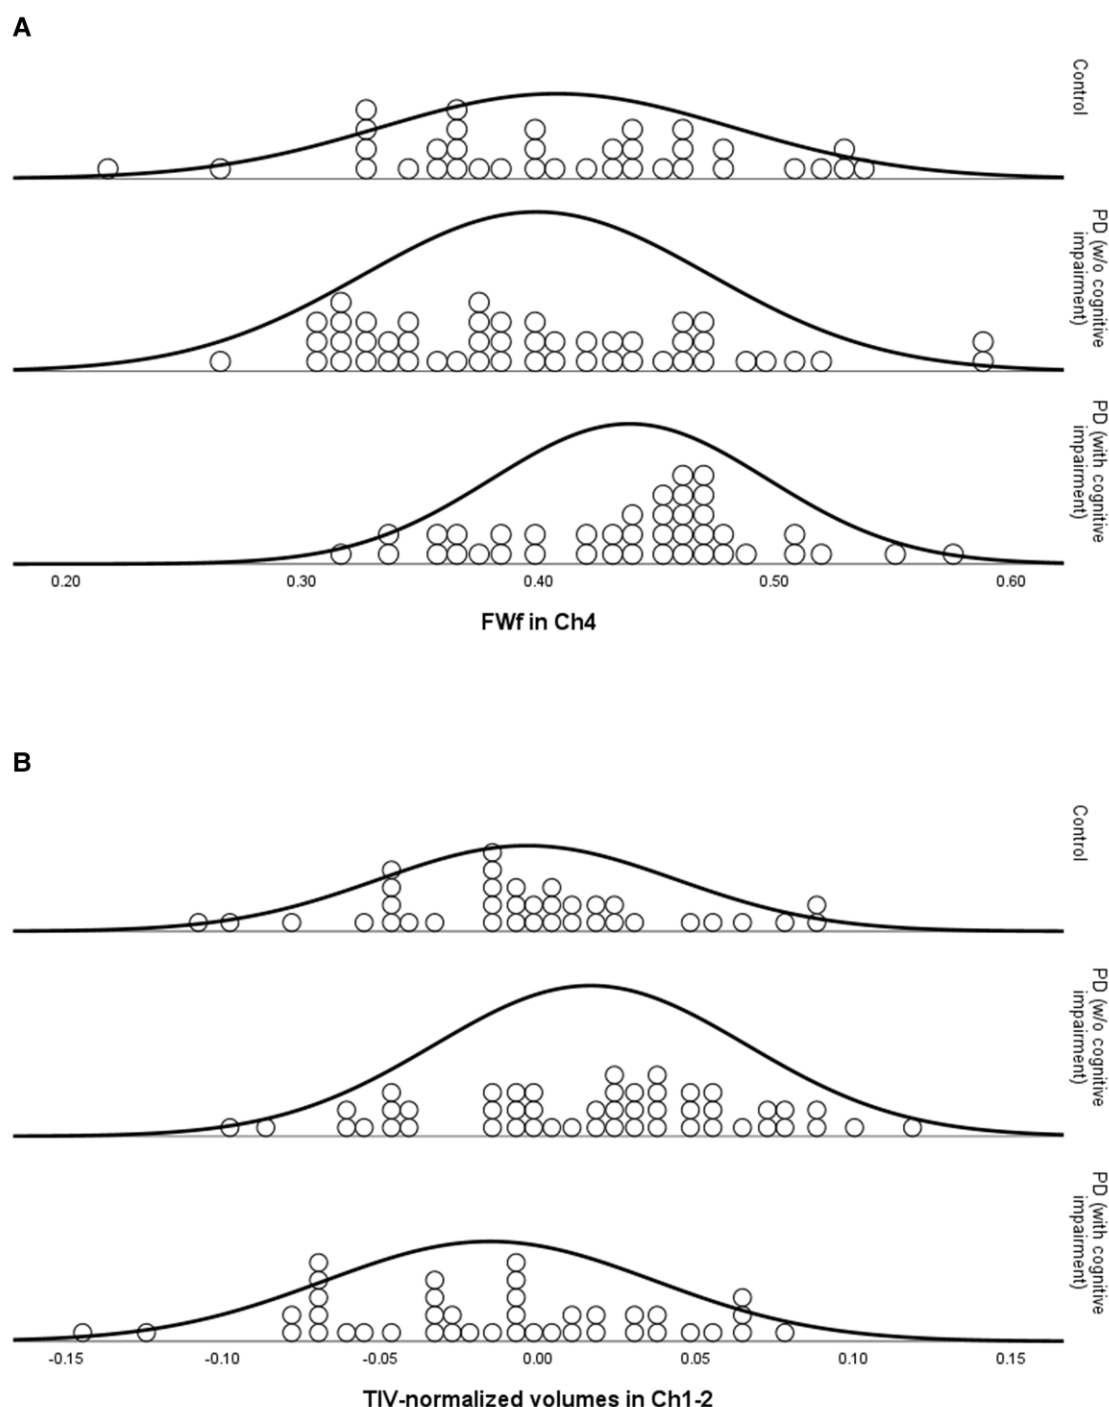 A
Control
PD (w/o cognitive
impairment)
PD (with cognitive
impairment)
0.20 0.30 0.40 0.50 0.60
FWf in Ch4
B
Control
PD (w/o cognitive
impairment)
PD (with cognitive
impairment)
-0.15 -0.10 -0.05 0.00 0.05 0.10 0.15
TIV-normalized volumes in Ch1-2